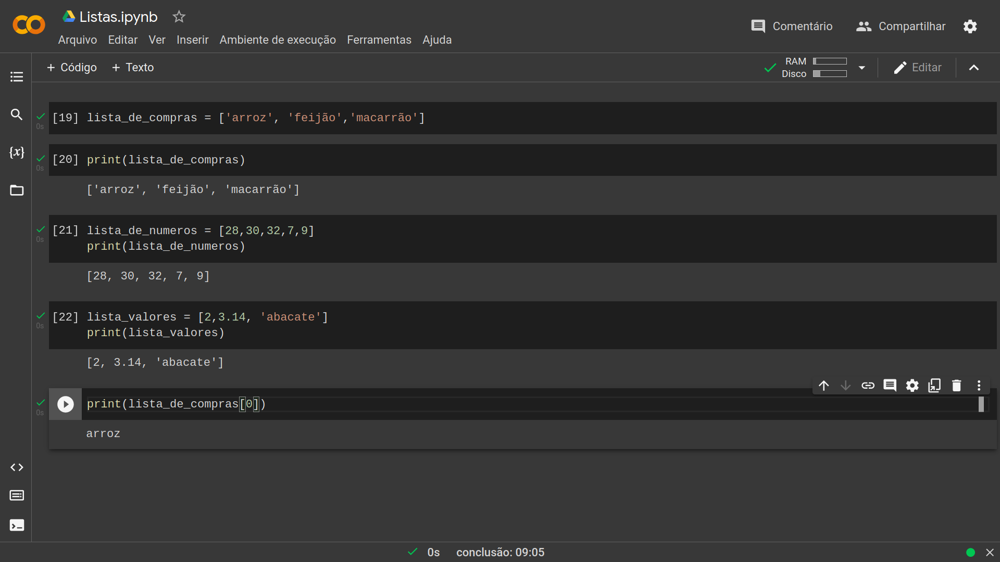 Listas.ipynb
Arquivo Editar Ver Inserir Ambiente de execução Ferramentas Ajuda
Comentário Compartilhar
+ Código + Texto
RAM
Disco
Editar
{x}
[19] lista_de_compras = ['arroz', 'feijão','macarrão']
0s
[20] print(lista_de_compras)
0s
['arroz', 'feijão', 'macarrão']
[21] lista_de_numeros = [28,30,32,7,9]
0s
print(lista_de_numeros)
[28, 30, 32, 7, 9]
[22] lista_valores = [2,3.14, 'abacate']
0s
print(lista_valores)
[2, 3.14, 'abacate']
print(lista_de_compras[0])
0s
arroz
0s conclusão: 09:05